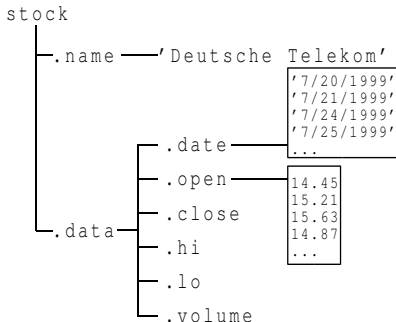 stock
.name
'Deutsche Telekom'
'7/20/1999'
'7/21/1999'
'7/24/1999'
'7/25/1999'
...
.data
.date
.open
14.45
15.21
15.63
14.87
...
.close
.hi
.lo
.volume